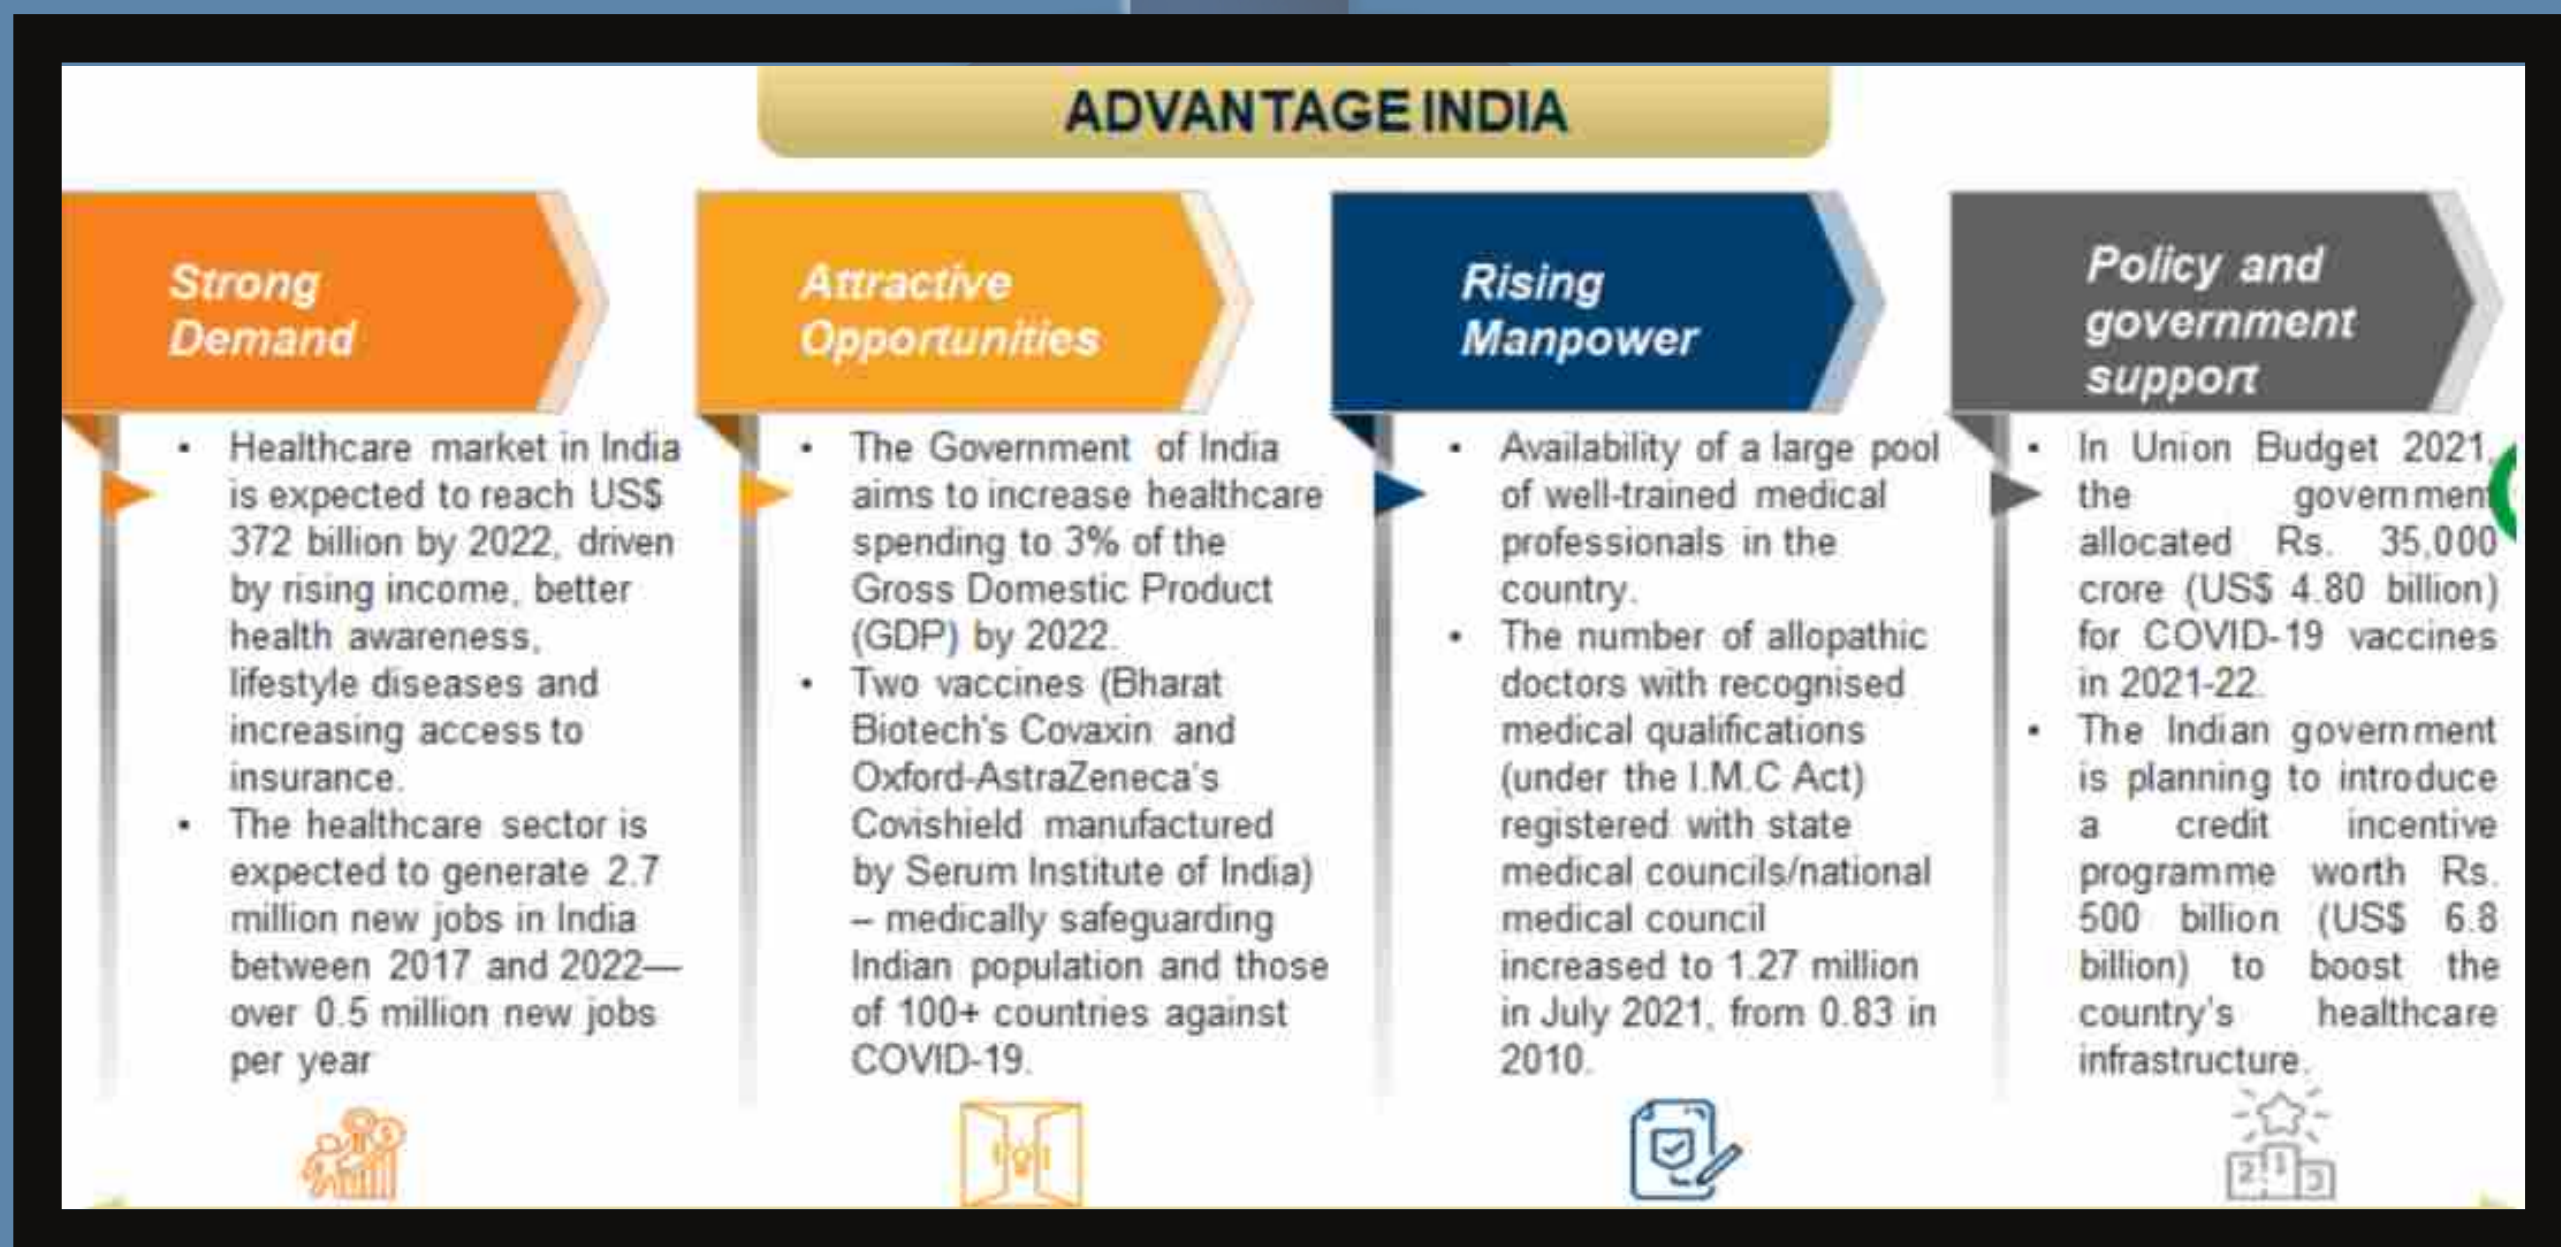 ADVANTAGE INDIA
Strong
Demand
• Healthcare market in India
is expected to reach US$
372 billion by 2022, driven
by rising income, better
health awareness,
lifestyle diseases and
increasing access to
insurance.
• The healthcare sector is
expected to generate 2.7
million new jobs in India
between 2017 and 2022—
over 0.5 million new jobs
per year
Attractive
Opportunities
• The Government of India
aims to increase healthcare
spending to 3% of the
Gross Domestic Product
(GDP) by 2022.
• Two vaccines (Bharat
Biotech's Covaxin and
Oxford-AstraZeneca's
Covishield manufactured
by Serum Institute of India)
– medically safeguarding
Indian population and those
of 100+ countries against
COVID-19.
Rising
Manpower
• Availability of a large pool
of well-trained medical
professionals in the
country.
• The number of allopathic
doctors with recognised
medical qualifications
(under the I.M.C Act)
registered with state
medical councils/national
medical council
increased to 1.27 million
in July 2021, from 0.83 in
2010.
Policy and
government
support
• In Union Budget 2021,
the government
allocated Rs. 35,000
crore (US$ 4.80 billion)
for COVID-19 vaccines
in 2021-22.
• The Indian government
is planning to introduce
a credit incentive
programme worth Rs.
500 billion (US$ 6.8
billion) to boost the
country's healthcare
infrastructure.
2 1 3